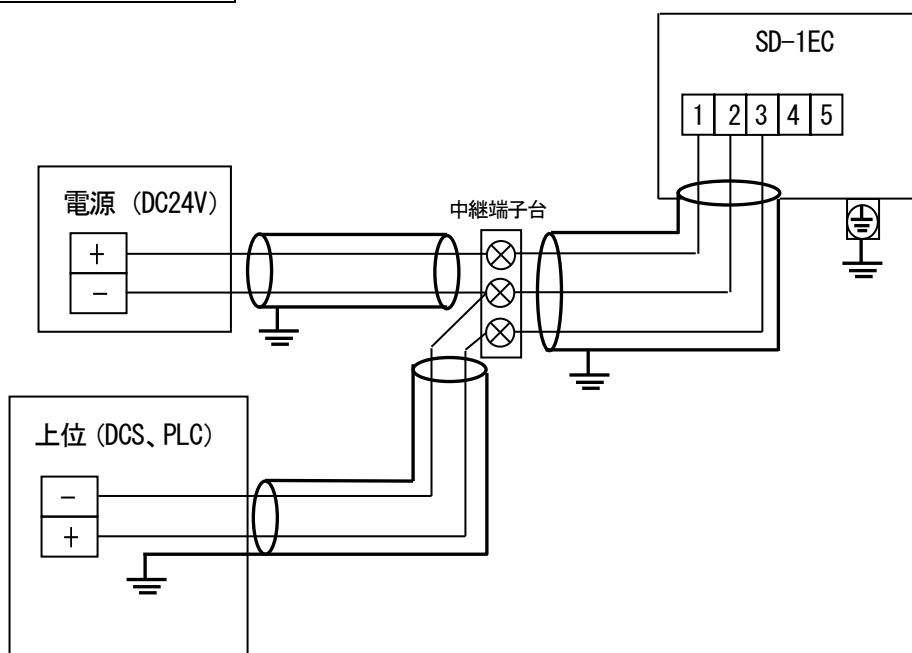 SD-1EC
1 2 3 4 5
電源 (DC24V)
+
-
中継端子台
上位 (DCS、PLC)
-
+